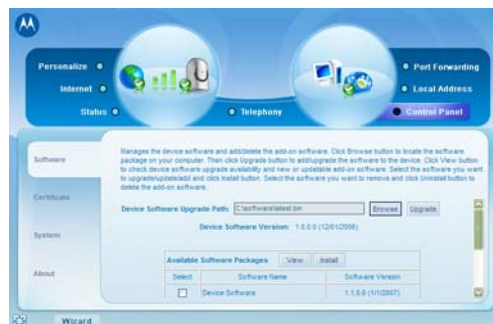 Personalize
Internet
Status
Telephony
Port Forwarding
Local Address
Control Panel
Software
Certificate
System
About
Manages the device software and add/delete the add-on software. Click Browse button to locate the software
package on your computer. Then click Upgrade button to add/upgrade the software to the device. Click View button
to check device software upgrade availability and new or updatable add-on software. Select the software you want
to upgrade/update/add and click Install button. Select the software you want to remove and click Uninstall button to
delete the add-on software.
Device Software Upgrade Path: C:\software\latest.bin Browse Upgrade
Device Software Version: 1.0.0.0 (12/01/2006)
Available Software Packages View Install
Select Software Name Software Version
Device Software 1.1.0.0 (1/1/2007)
Wizard